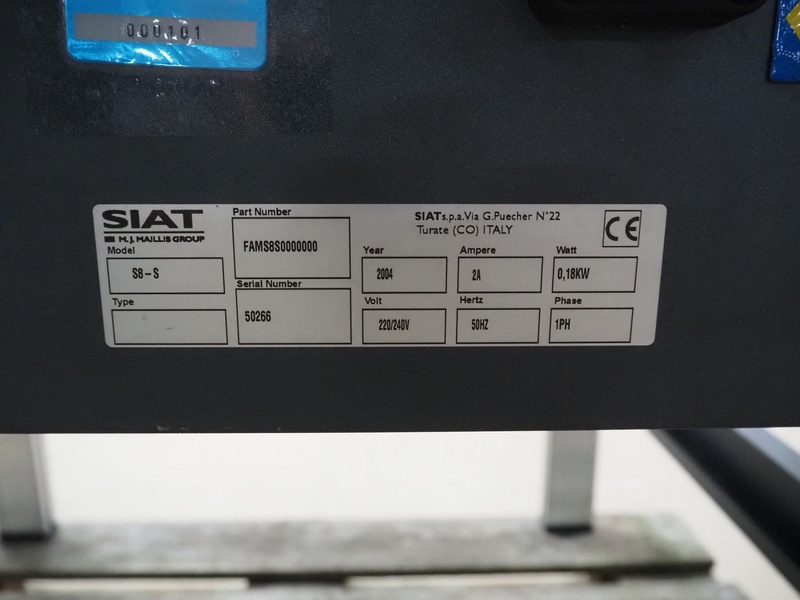 000101
SIAT
M.J. MAILLIS GROUP
Model
S8-S
Type
Part Number
FAMS8S0000000
Serial Number
50266
SIAT s.p.a. Via G.Puecher N°22
Turate (CO) ITALY
CE
Year
2004
Ampere
2A
Watt
0,18KW
Volt
220/240V
Hertz
50HZ
Phase
1PH